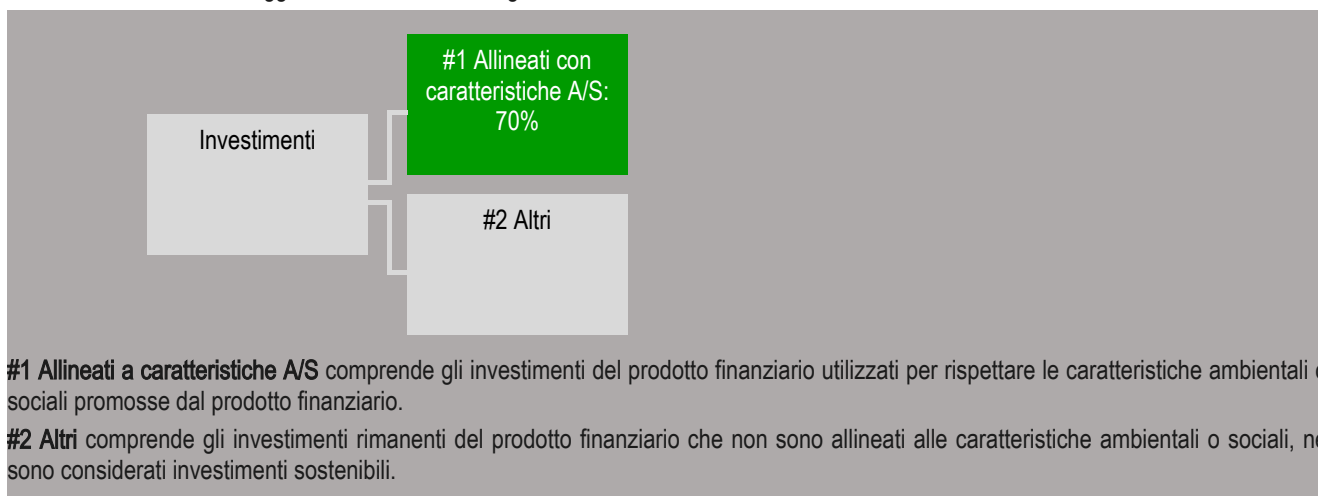 #1 Allineati con
caratteristiche A/S:
70%
Investimenti
#2 Altri
#1 Allineati a caratteristiche A/S comprende gli investimenti del prodotto finanziario utilizzati per rispettare le caratteristiche ambientali
sociali promosse dal prodotto finanziario.
#2 Altri comprende gli investimenti rimanenti del prodotto finanziario che non sono allineati alle caratteristiche ambientali o sociali,
sono considerati investimenti sostenibili.